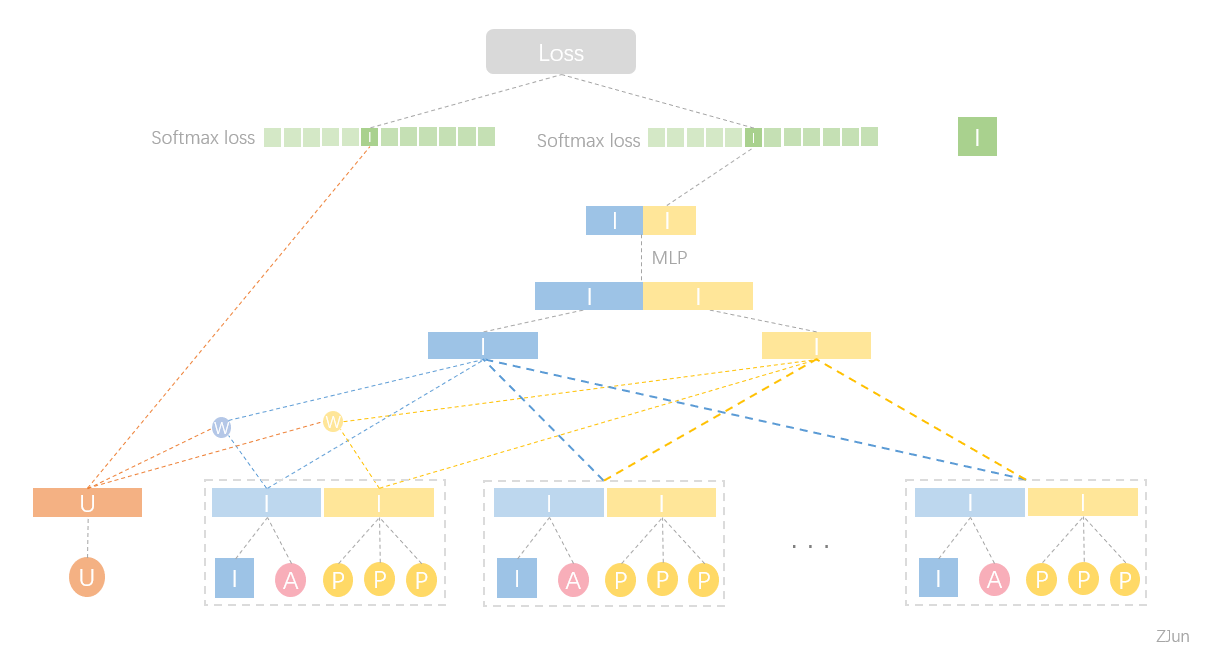 Loss
Softmax loss I
Softmax loss I
I
I I
MLP
I I
I I
W W
U I I I I I I
. . .
U I A P P P I A P P P I A P P P
ZJun